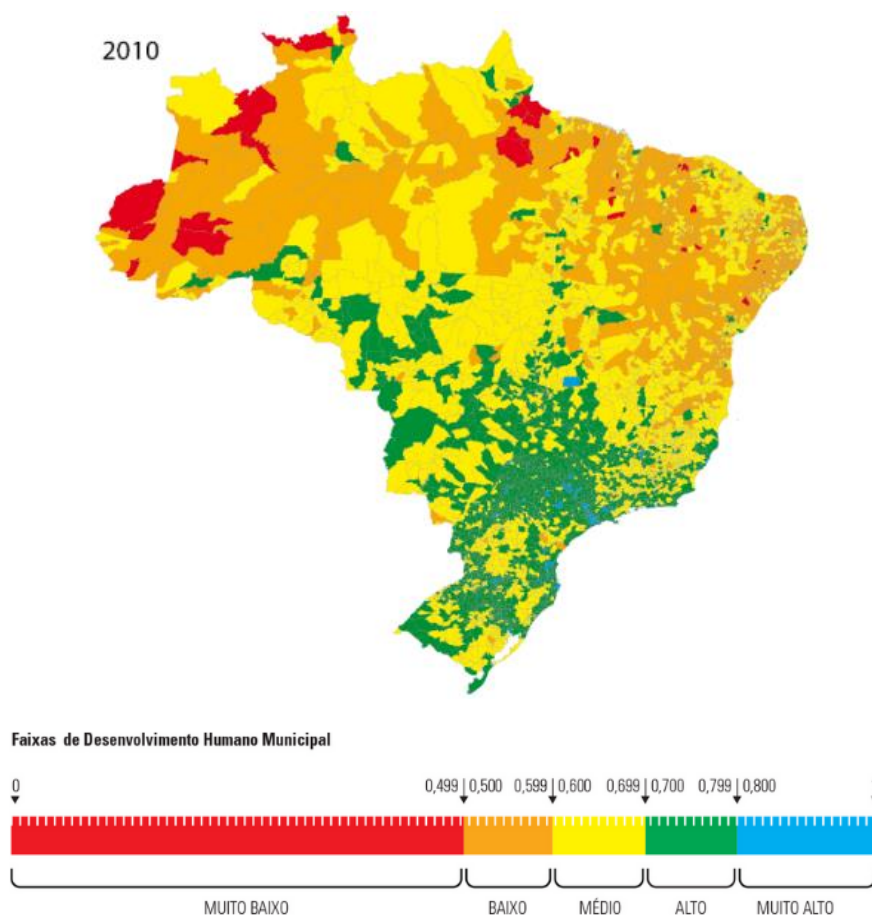 2010
Faixas de Desenvolvimento Humano Municipal
0 0,499 0,500 0,599 0,600 0,699 0,700 0,799 0,800
MUITO BAIXO BAIXO MÉDIO ALTO MUITO ALTO